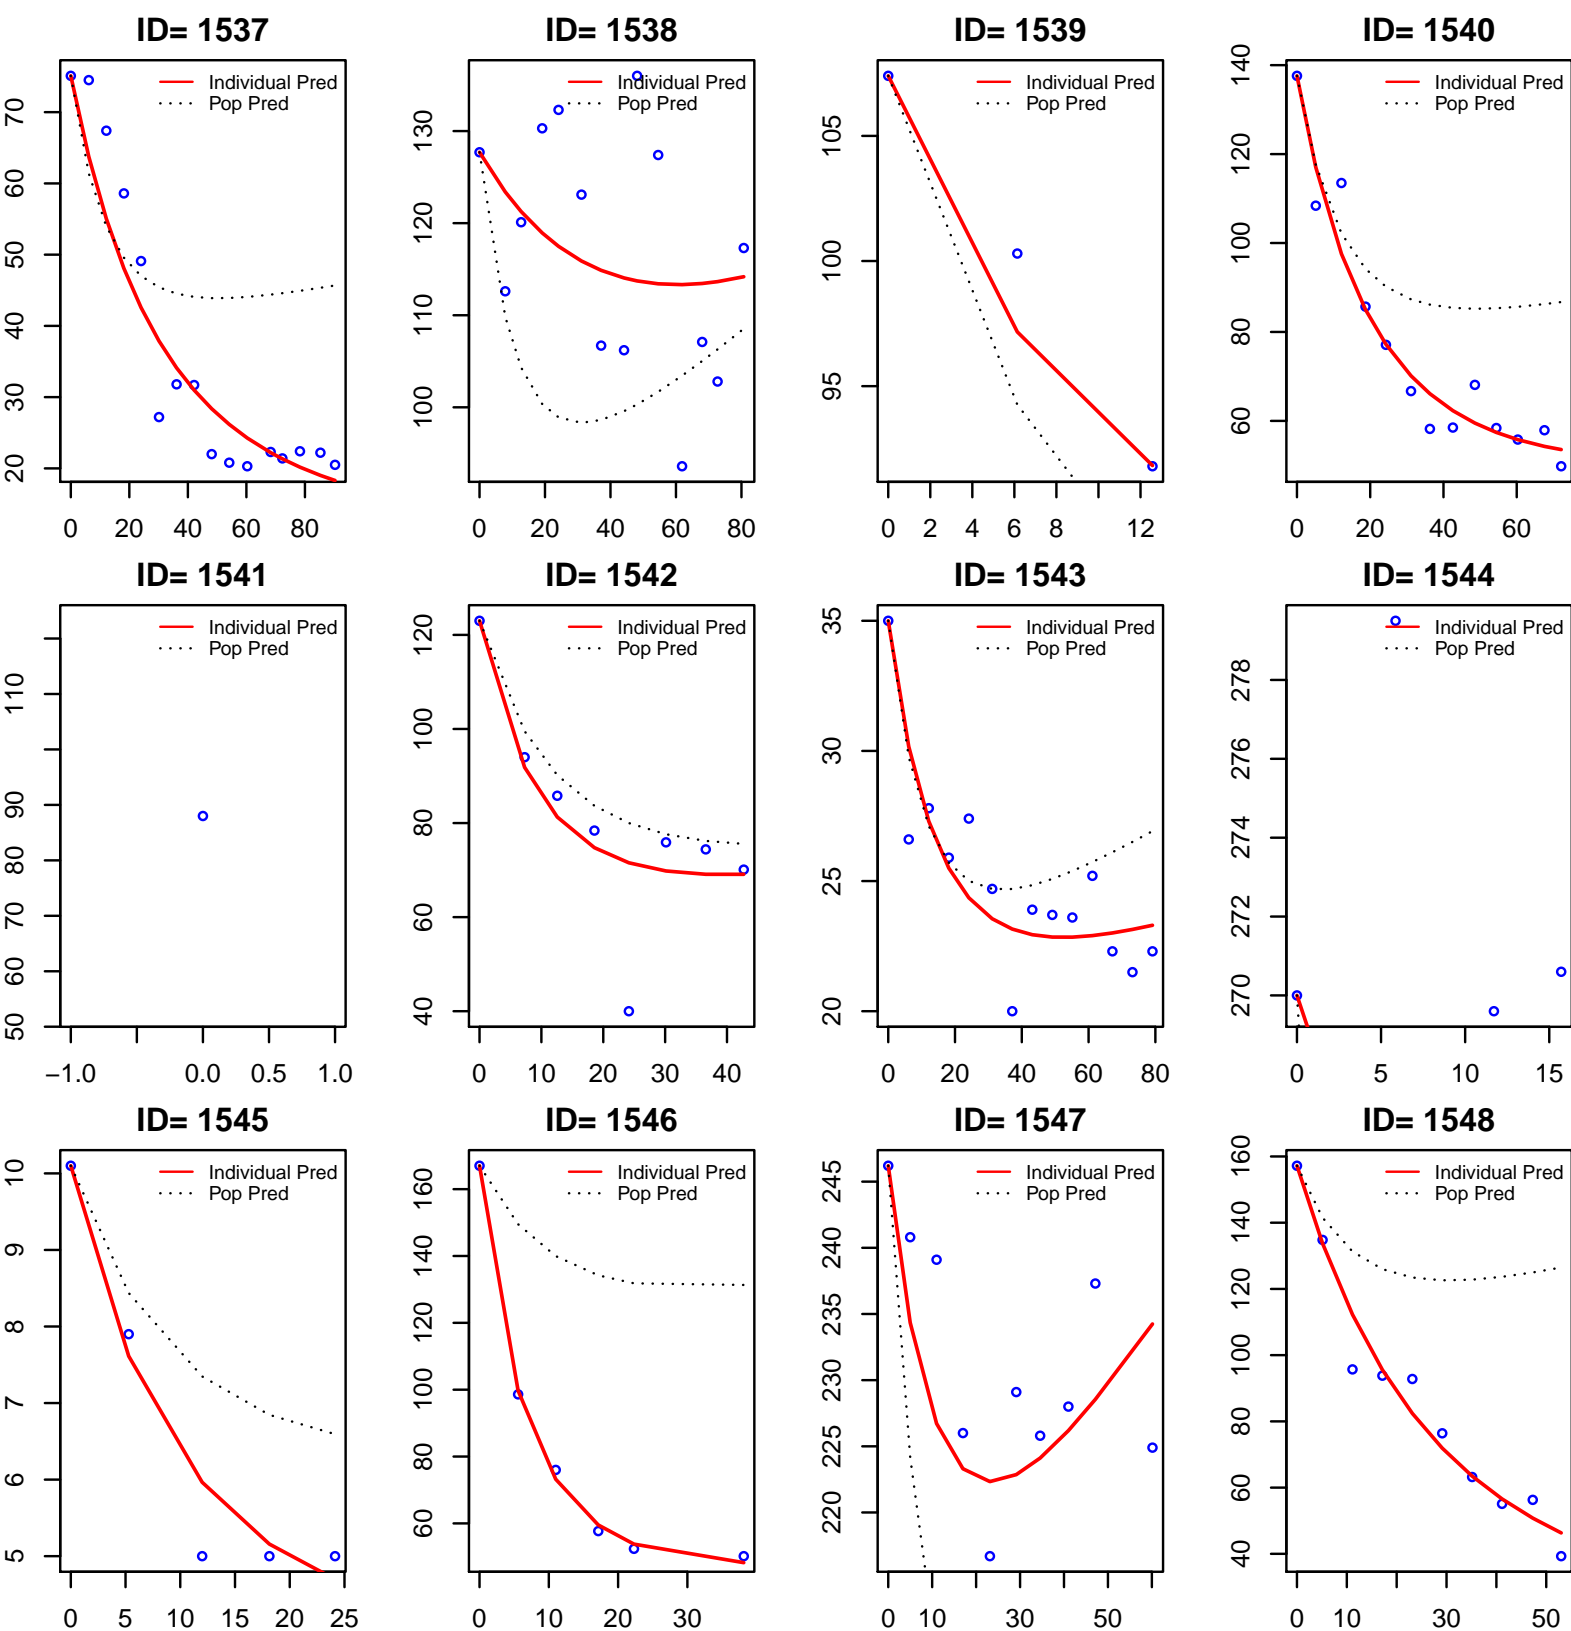 ID= 1537
ID= 1538
ID= 1539
ID= 1540
Individual Pred
Pop Pred
70
60
50
40
30
20
0 20 40 60 80
Individual Pred
Pop Pred
130
120
110
100
0 20 40 60 80
Individual Pred
Pop Pred
105
100
95
0 2 4 6 8 12
Individual Pred
Pop Pred
140
120
100
80
60
0 20 40 60
ID= 1541
ID= 1542
ID= 1543
ID= 1544
Individual Pred
Pop Pred
110
90
80
70
60
50
−1.0 0.0 0.5 1.0
Individual Pred
Pop Pred
120
100
80
60
40
0 10 20 30 40
Individual Pred
Pop Pred
35
30
25
20
0 20 40 60 80
Individual Pred
Pop Pred
278
276
274
272
270
0 5 10 15
ID= 1545
ID= 1546
ID= 1547
ID= 1548
Individual Pred
Pop Pred
10
9
8
7
6
5
0 5 10 15 20 25
Individual Pred
Pop Pred
160
140
120
100
80
60
0 10 20 30
Individual Pred
Pop Pred
245
240
235
230
225
220
0 10 30 50
Individual Pred
Pop Pred
160
140
120
100
80
60
40
0 10 30 50